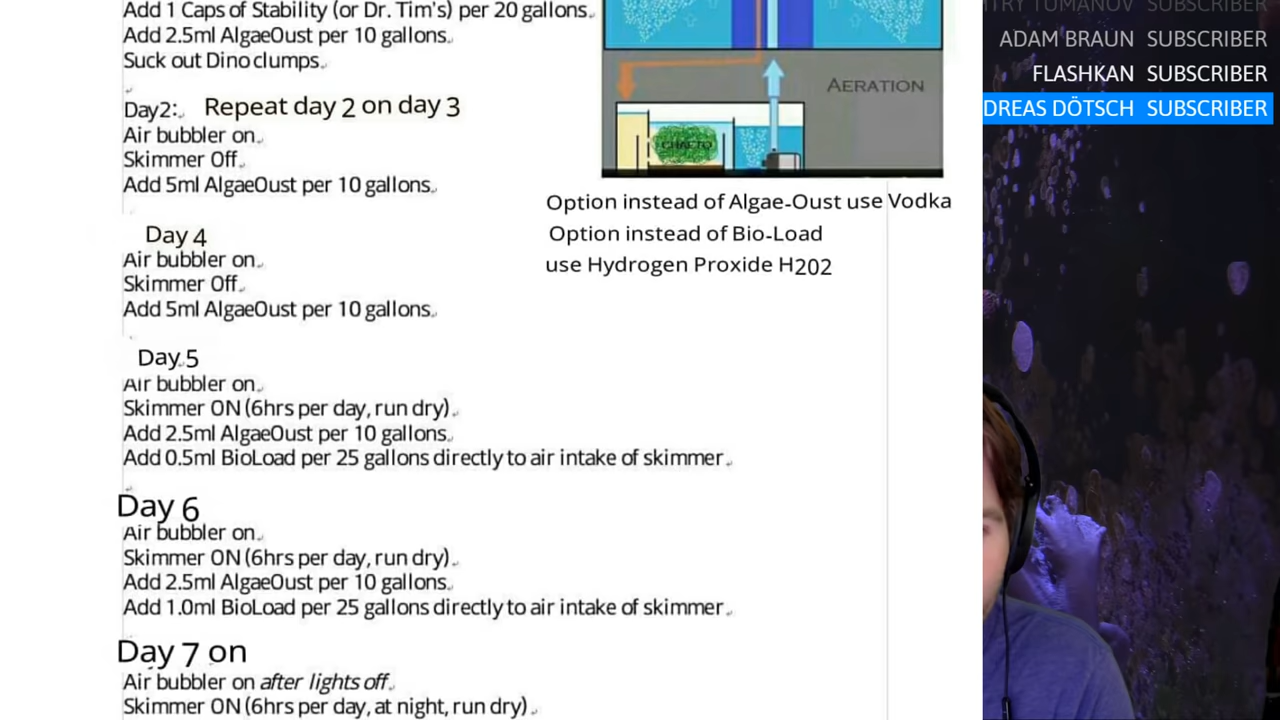 Add 1 Caps of Stability (or Dr. Tim's) per 20 gallons.
Add 2.5ml AlgaeOust per 10 gallons.
Suck out Dino clumps.
Day2: Repeat day 2 on day 3
Air bubbler on.
Skimmer Off.
Add 5ml AlgaeOust per 10 gallons.
Day 4
Air bubbler on.
Skimmer Off.
Add 5ml AlgaeOust per 10 gallons.
Day 5
Air bubbler on.
Skimmer ON (6hrs per day, run dry).
Add 2.5ml AlgaeOust per 10 gallons.
Add 0.5ml BioLoad per 25 gallons directly to air intake of skimmer.
Day 6
Air bubbler on.
Skimmer ON (6hrs per day, run dry).
Add 2.5ml AlgaeOust per 10 gallons.
Add 1.0ml BioLoad per 25 gallons directly to air intake of skimmer.
Day 7 on
Air bubbler on after lights off.
Skimmer ON (6hrs per day, at night, run dry).
AERATION
CHAETO
Option instead of Algae-Oust use Vodka
Option instead of Bio-Load
use Hydrogen Proxide H202
TUMANOV SUBSCRIBER
ADAM BRAUN SUBSCRIBER
FLASHKAN SUBSCRIBER
DREAS DÖTSCH SUBSCRIBER